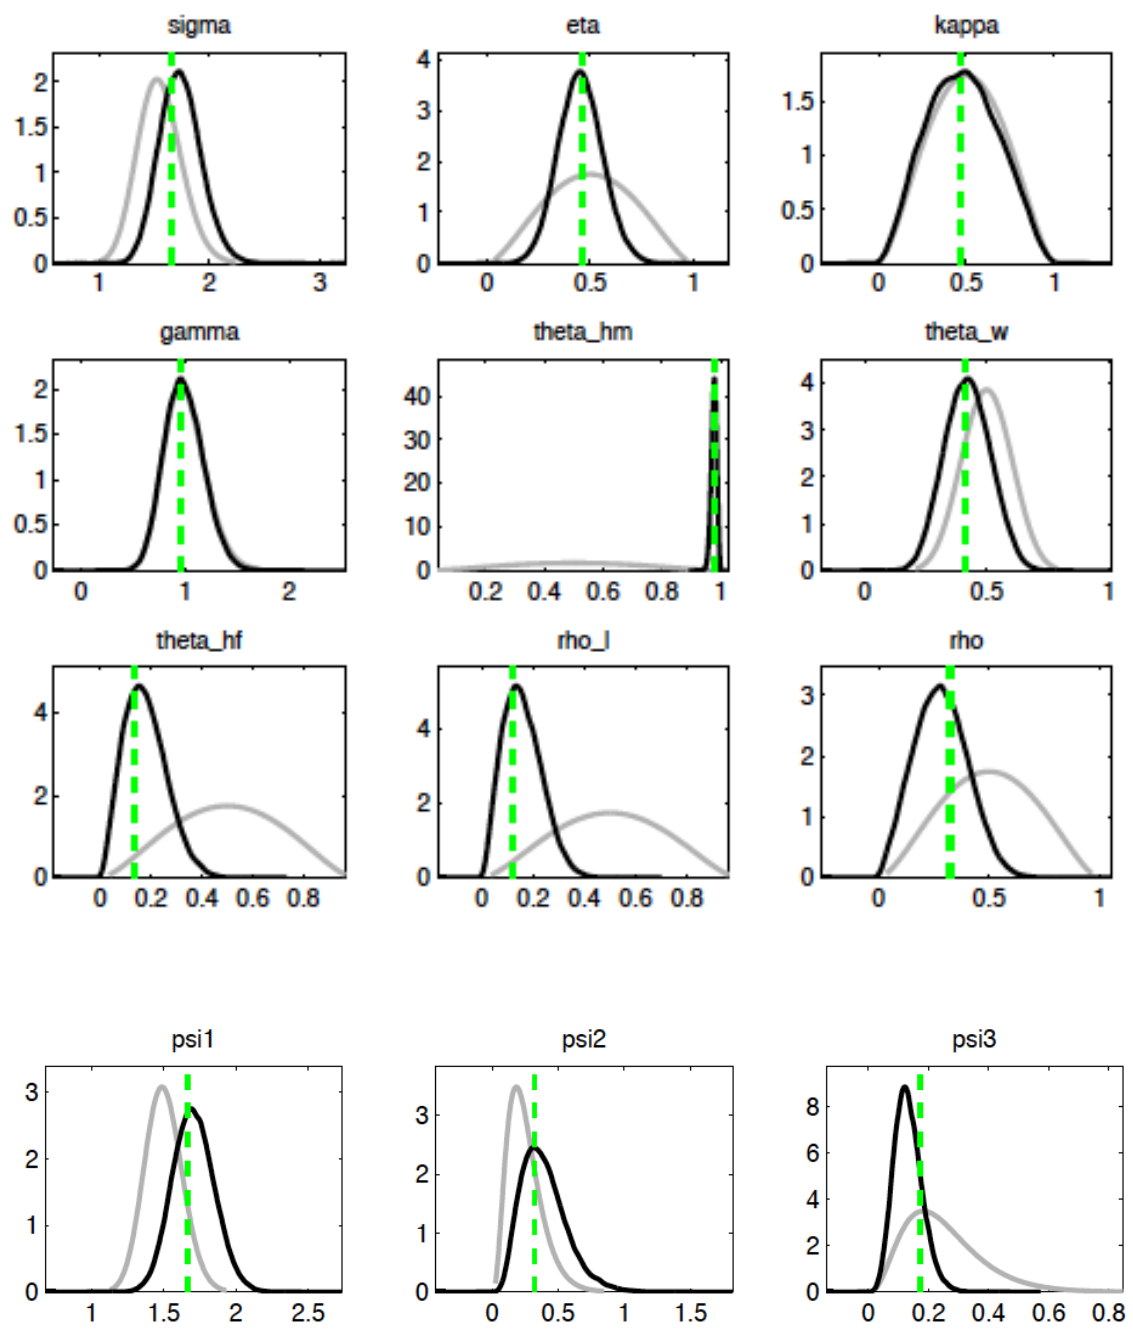 sigma eta kappa
2 1.5 1 0.5 0
1 2 3
4 3 2 1 0
0 0.5 1
1.5 1 0.5 0
0 0.5 1
gamma theta_hm theta_w
2 1.5 1 0.5 0
0 1 2
40 30 20 10 0
0.2 0.4 0.6 0.8 1
4 3 2 1 0
0 0.5 1
theta_hf rho_l rho
4 2 0
0 0.2 0.4 0.6 0.8
4 2 0
0 0.2 0.4 0.6 0.8
3 2 1 0
0 0.5 1
psi1 psi2 psi3
3 2 1 0
1 1.5 2 2.5
3 2 1 0
0 0.5 1 1.5
8 6 4 2 0
0 0.2 0.4 0.6 0.8